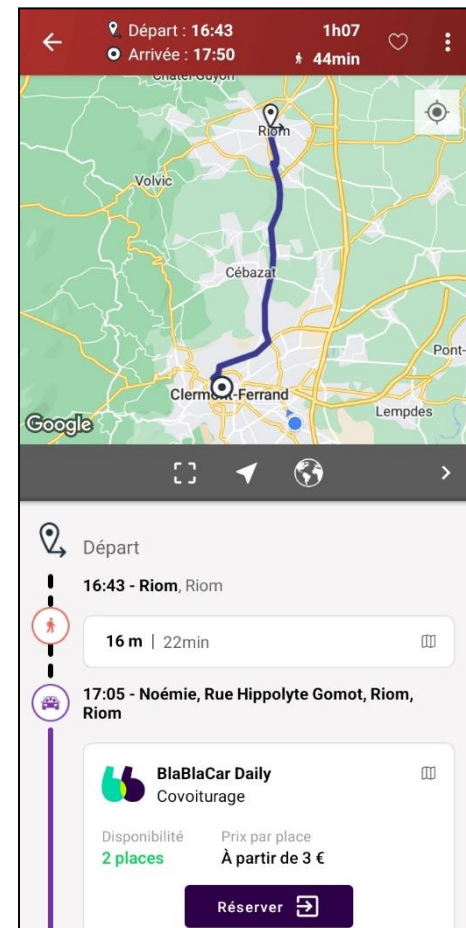 Départ : 16:43
Arrivée : 17:50
1h07
44min
Châtel-Guyon
Riom
Volvic
Cébazat
Pont-
Clermont-Ferrand
Lempdes
Google
Départ
16:43 - Riom, Riom
16 m | 22min
17:05 - Noémie, Rue Hippolyte Gomot, Riom,
Riom
BlaBlaCar Daily
Covoiturage
Disponibilité
Prix par place
2 places
À partir de 3 €
Réserver